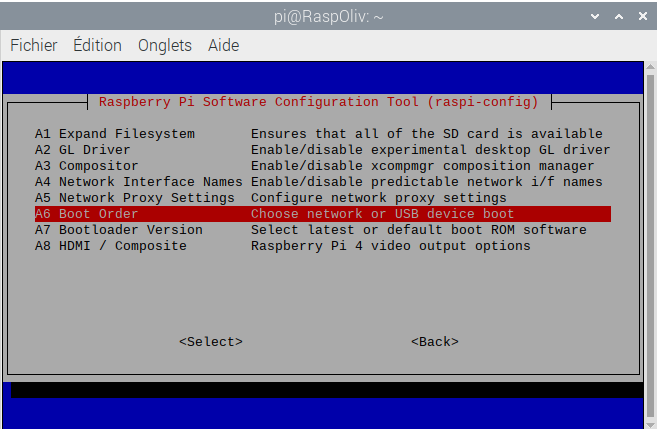 pi@RaspOliv: ~
Fichier Édition Onglets Aide
Raspberry Pi Software Configuration Tool (raspi-config)
A1 Expand Filesystem Ensures that all of the SD card is available
A2 GL Driver Enable/disable experimental desktop GL driver
A3 Compositor Enable/disable xcompmgr composition manager
A4 Network Interface Names Enable/disable predictable network i/f names
A5 Network Proxy Settings Configure network proxy settings
A6 Boot Order Choose network or USB device boot
A7 Bootloader Version Select latest or default boot ROM software
A8 HDMI / Composite Raspberry Pi 4 video output options
<Select> <Back>